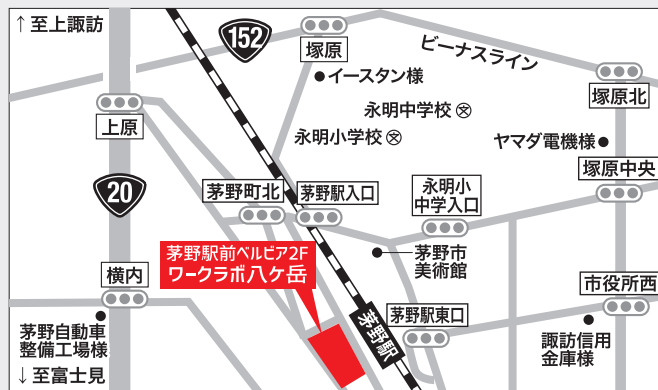 ↑至上諏訪
152
塚原
ビーナスライン
イースタン様
塚原北
永明中学校
上原
永明小学校
ヤマダ電機様
塚原中央
20
茅野町北
茅野駅入口
永明小
中学入口
茅野駅前ベルビア2F
ワークラボ八ケ岳
茅野市
美術館
横内
市役所西
茅野駅
茅野駅東口
茅野自動車
整備工場様
諏訪信用
金庫様
↓至富士見